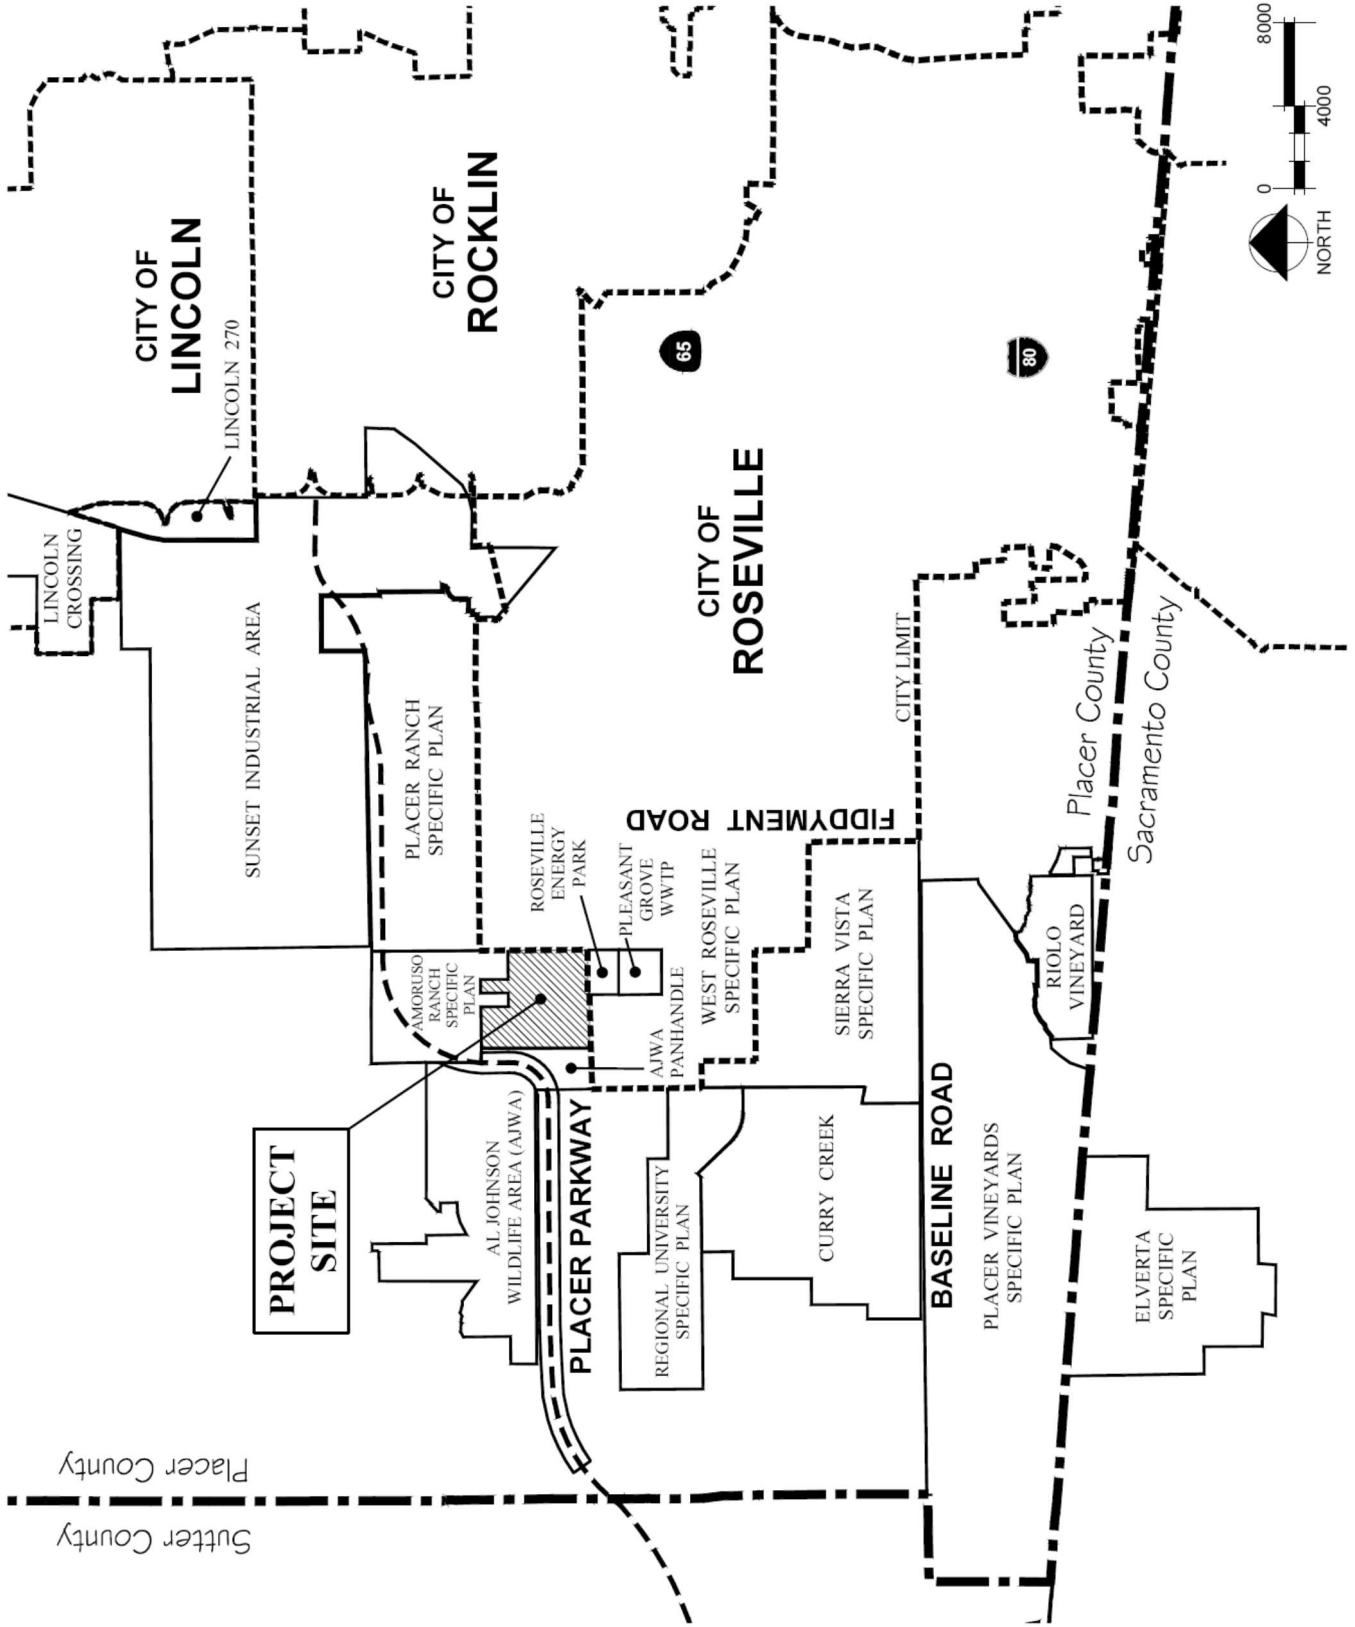 CITY OF
LINCOLN
LINCOLN 270
CITY OF
ROCKLIN
65
80
8000
4000
0
NORTH
LINCOLN
CROSSING
SUNSET INDUSTRIAL AREA
PLACER RANCH
SPECIFIC PLAN
CITY OF
ROSEVILLE
CITY LIMIT
Placer County
Sacramento County
FIDDYMENT ROAD
ROSEVILLE
ENERGY
PARK
PLEASANT
GROVE
WWTP
WEST ROSEVILLE
SPECIFIC PLAN
SIERRA VISTA
SPECIFIC PLAN
RIOLO
VINEYARD
AMORUSO
RANCH
SPECIFIC
PLAN
AJWA
PANHANDLE
PROJECT
SITE
AL JOHNSON
WILDLIFE AREA (AJWA)
PLACER PARKWAY
REGIONAL UNIVERSITY
SPECIFIC PLAN
CURRY CREEK
BASELINE ROAD
PLACER VINEYARDS
SPECIFIC PLAN
ELVERTA
SPECIFIC
PLAN
Placer County
Sutter County